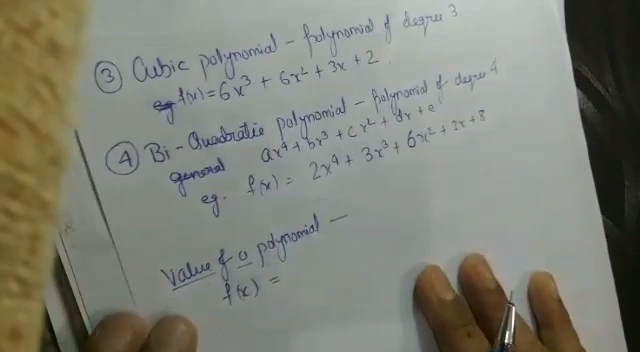 ③ Cubic polynomial - polynomial of degree 3
eg f(x) = 6x³ + 6x² + 3x + 2
④ Bi-Quadratic polynomial - polynomial of degree 4
general ax⁴ + bx³ + cx² + dx + e
eg. f(x) = 2x⁴ + 3x³ + 6x² + 3x + 8
Value of a polynomial —
f(x) =